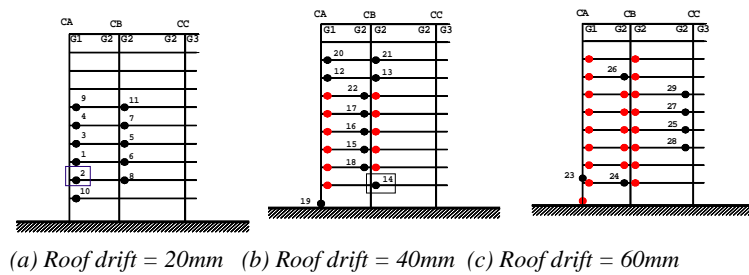 CA CB CC
G1 G2 G2 G2 G3
9 11
4 7
3 5
1 6
2 8
10
(a) Roof drift = 20mm
CA CB CC
G1 G2 G2 G2 G3
20 21
12 13
22
17
16
15
18
14
19
(b) Roof drift = 40mm
CA CB CC
G1 G2 G2 G2 G3
26
29
27
25
28
23 24
(c) Roof drift = 60mm